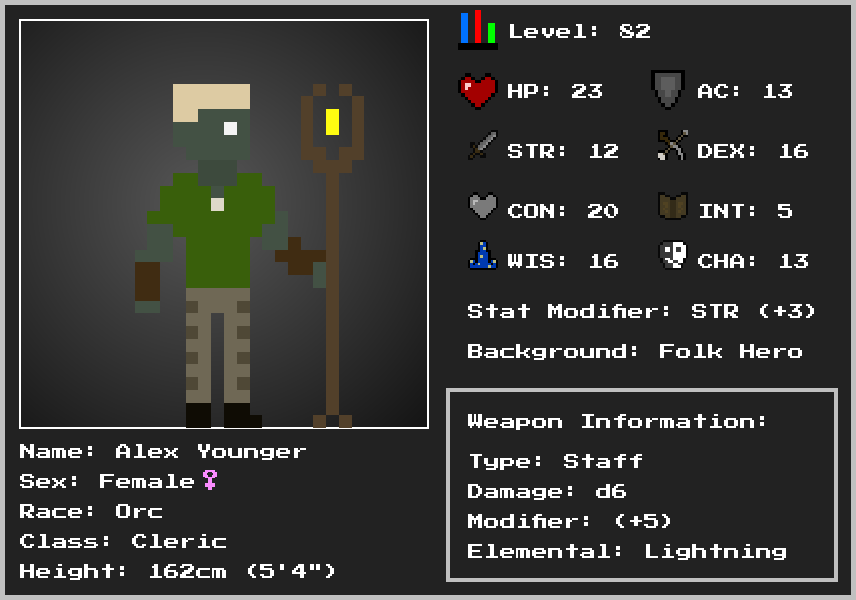 Level: 82
HP: 23
AC: 13
STR: 12
DEX: 16
CON: 20
INT: 5
WIS: 16
CHA: 13
Stat Modifier: STR (+3)
Background: Folk Hero
Weapon Information:
Type: Staff
Damage: d6
Modifier: (+5)
Elemental: Lightning
Name: Alex Younger
Sex: Female♀
Race: Orc
Class: Cleric
Height: 162cm (5'4")